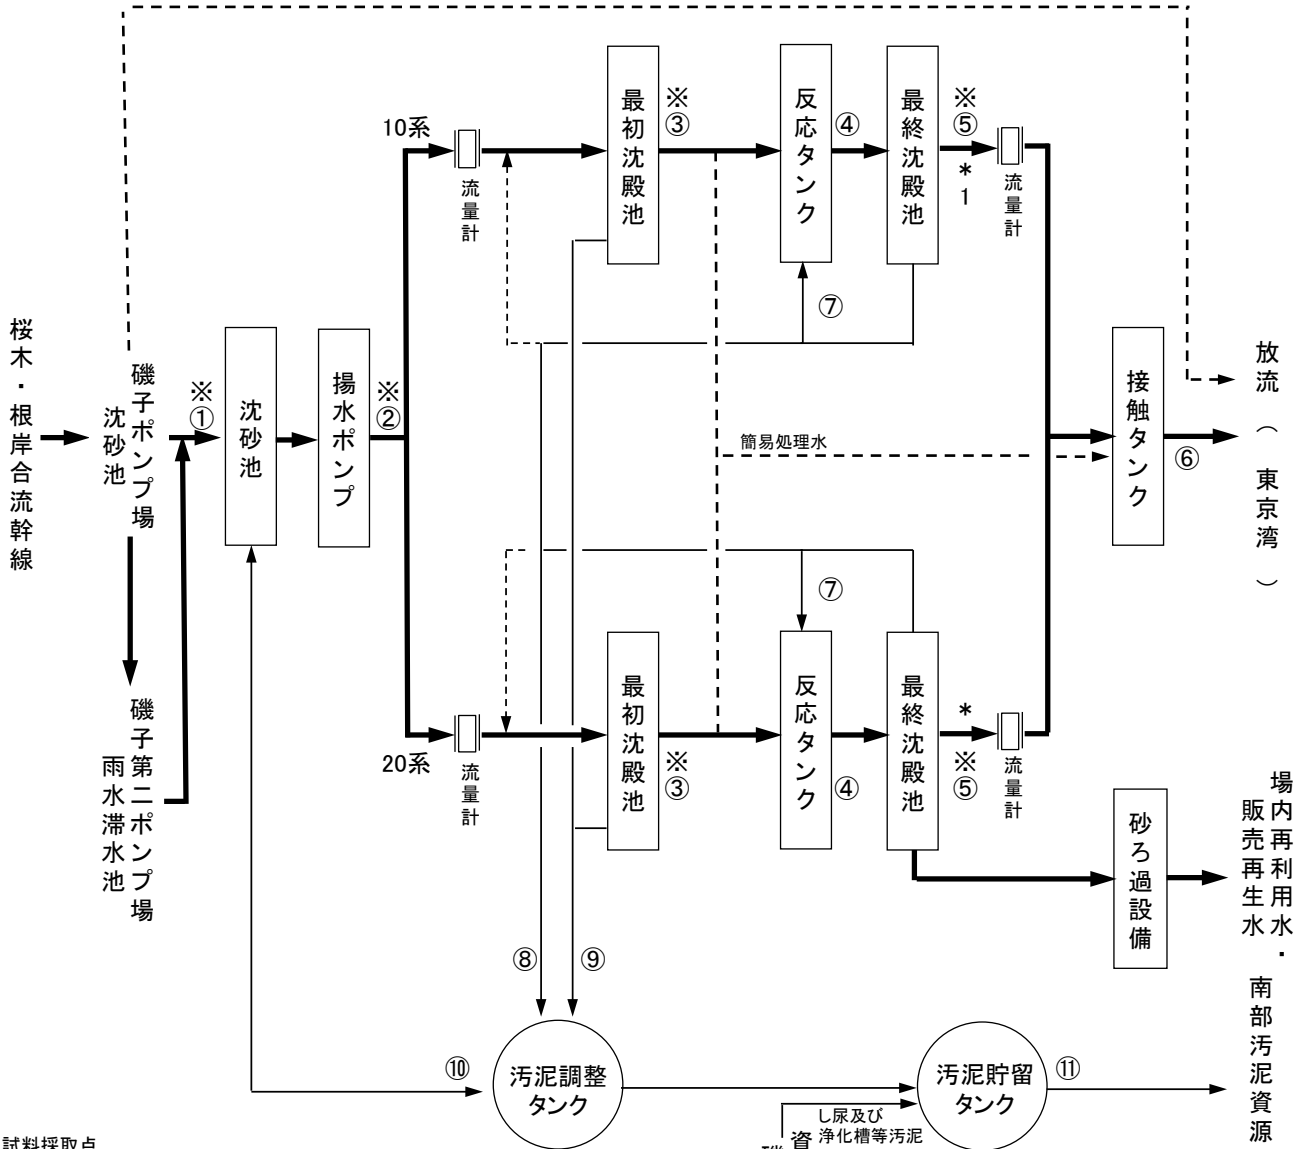 桜木・根岸合流幹線
磯子ポンプ場
沈砂池
※
①
沈砂池
揚水ポンプ
※
②
磯子第二ポンプ場
雨水滞水池
10系
流量計
最初沈殿池
※
③
反応タンク
④
最終沈殿池
※
⑤
*
1
流量計
⑦
簡易処理水
接触タンク
⑥
放流（東京湾）
⑦
20系
流量計
最初沈殿池
※
③
反応タンク
④
最終沈殿池
*
※
⑤
流量計
砂ろ過設備
場内再利用水・
販売再生水
⑧
⑨
⑩
汚泥調整
タンク
汚泥貯留
タンク
⑪
南部汚泥資源
し尿及び
浄化槽等汚泥
資
試料採取点